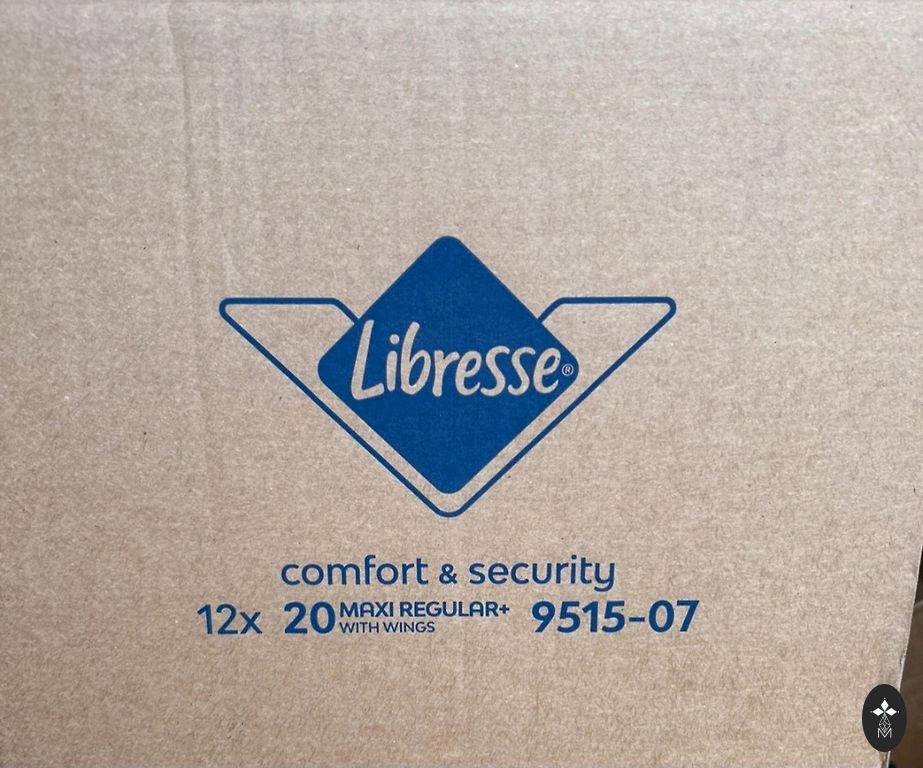 Libresse®
comfort & security
12x 20 MAXI REGULAR+ 9515-07
WITH WINGS
M